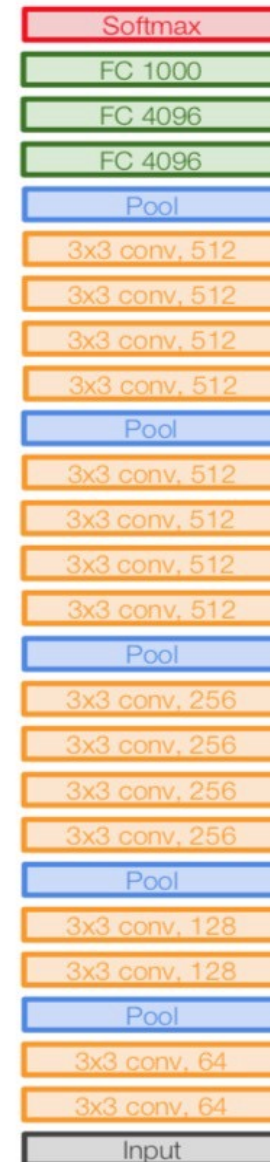 Softmax
FC 1000
FC 4096
FC 4096
Pool
3x3 conv, 512
3x3 conv, 512
3x3 conv, 512
3x3 conv, 512
Pool
3x3 conv, 512
3x3 conv, 512
3x3 conv, 512
3x3 conv, 512
Pool
3x3 conv, 256
3x3 conv, 256
3x3 conv, 256
3x3 conv, 256
Pool
3x3 conv, 128
3x3 conv, 128
Pool
3x3 conv, 64
3x3 conv, 64
Input